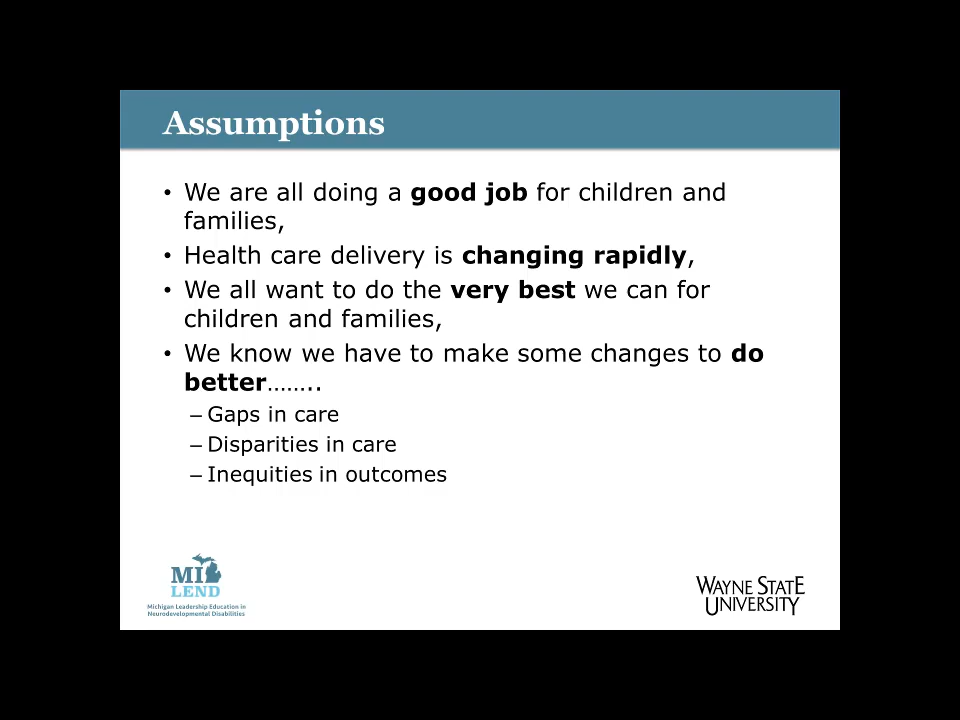 Assumptions
• We are all doing a good job for children and
families,
• Health care delivery is changing rapidly,
• We all want to do the very best we can for
children and families,
• We know we have to make some changes to do
better……..
– Gaps in care
– Disparities in care
– Inequities in outcomes
MI
LEND
Michigan Leadership Education in
Neurodevelopmental Disabilities
WAYNE STATE
UNIVERSITY